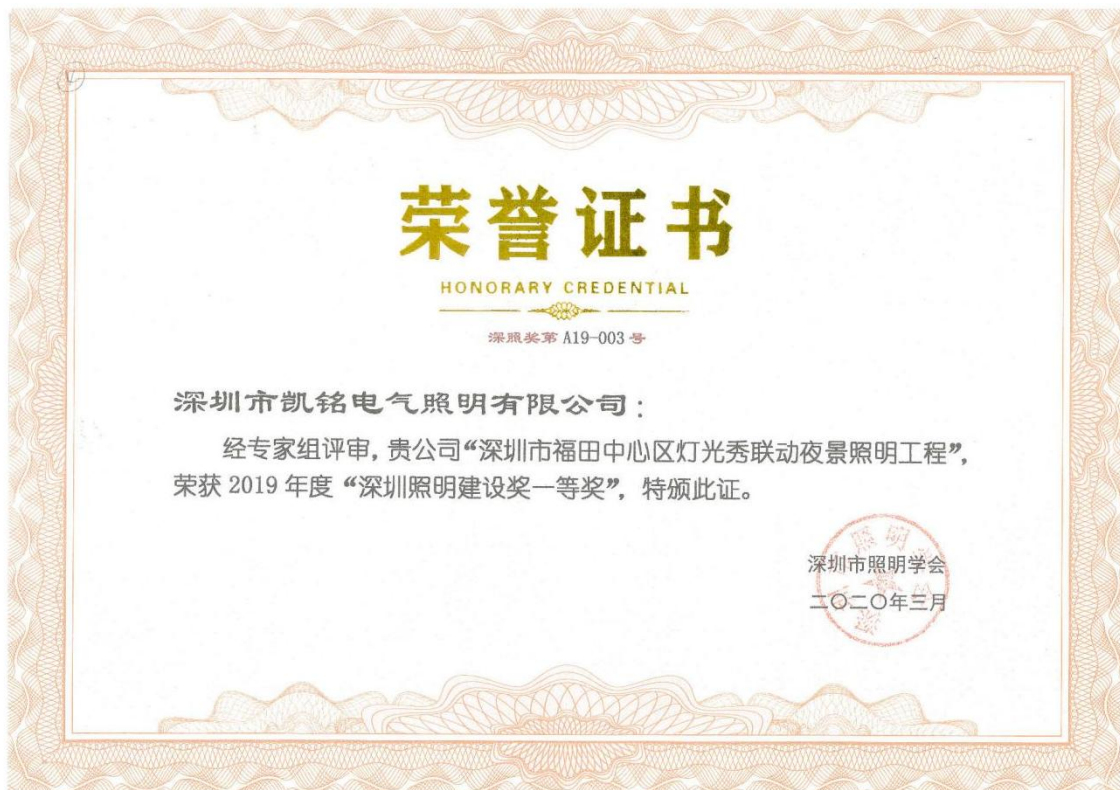 荣誉证书
HONORARY CREDENTIAL
深照奖第 A19-003 号
深圳市凯铭电气照明有限公司：
经专家组评审，贵公司“深圳市福田中心区灯光秀联动夜景照明工程”，
荣获 2019 年度 “深圳照明建设奖一等奖”，特颁此证。
深圳市照明学会
二〇二〇年三月